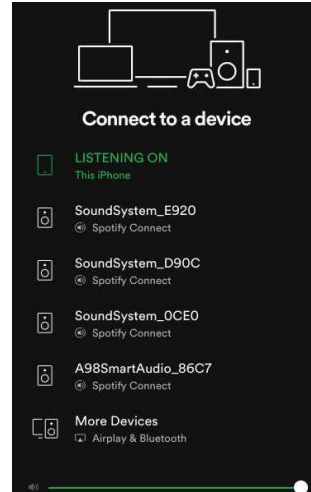 Connect to a device
LISTENING ON
This iPhone
SoundSystem_E920
Spotify Connect
SoundSystem_D90C
Spotify Connect
SoundSystem_0CE0
Spotify Connect
A98SmartAudio_86C7
Spotify Connect
More Devices
Airplay & Bluetooth